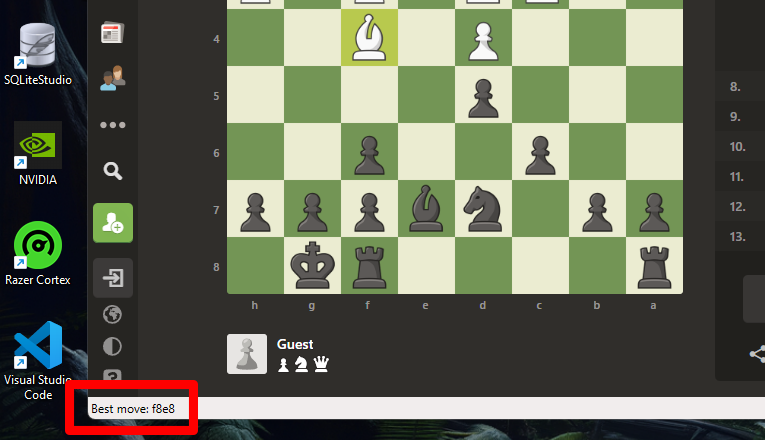 4
5
6
7
8
h g f e d c b a
8.
9.
10.
11.
12.
13.
SQLiteStudio
NVIDIA
Razer Cortex
Visual Studio
Code
Guest
Best move: f8e8